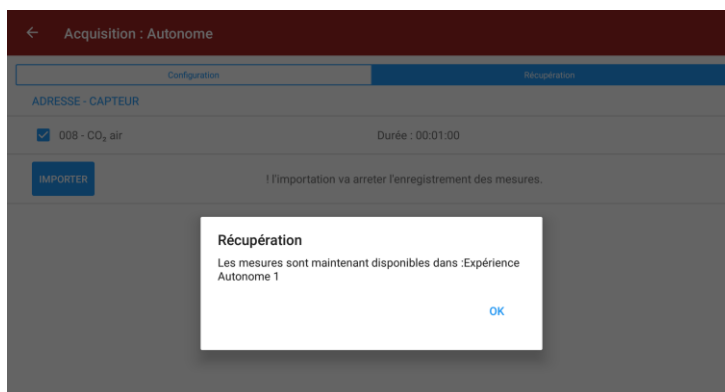 Acquisition : Autonome
Configuration
Récupération
ADRESSE - CAPTEUR
008 - CO₂ air
Durée : 00:01:00
IMPORTER
! l'importation va arreter l'enregistrement des mesures.
Récupération
Les mesures sont maintenant disponibles dans :Expérience
Autonome 1
OK